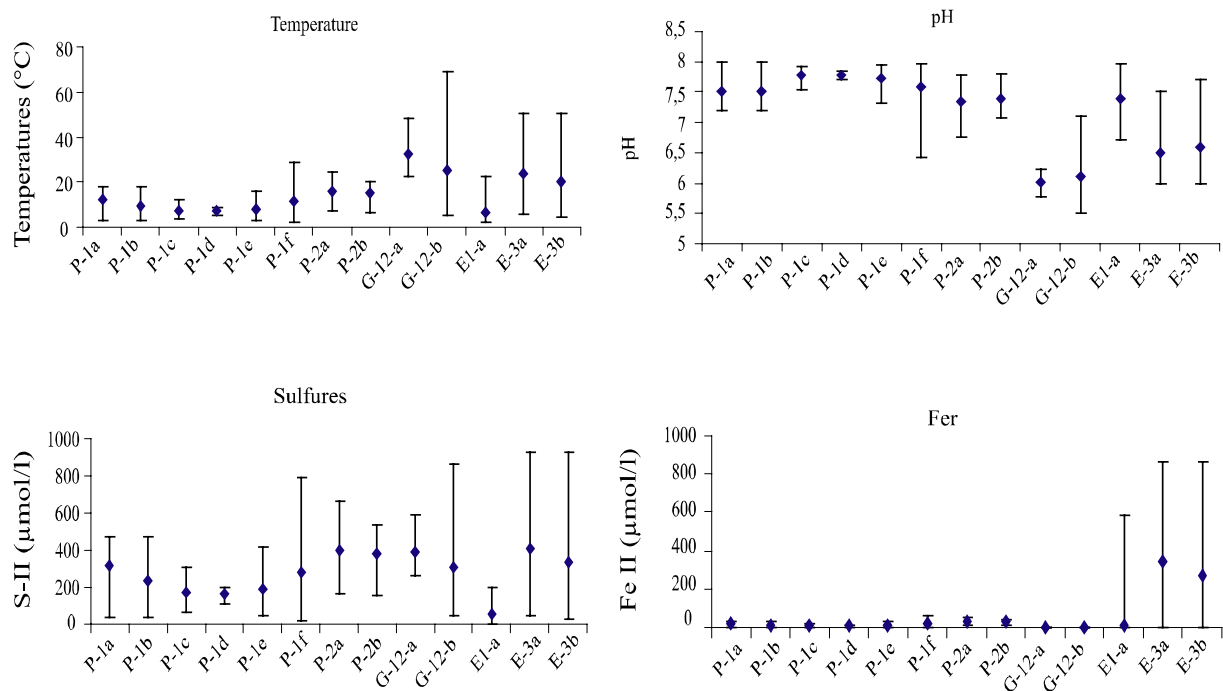 Temperature
Temperatures (°C)
80
60
40
20
0
P-1a P-1b P-1c P-1d P-1e P-1f P-2a P-2b G-12-a G-12-b E1-a E-3a E-3b
pH
pH
8,5
8
7,5
7
6,5
6
5,5
5
P-1a P-1b P-1c P-1d P-1e P-1f P-2a P-2b G-12-a G-12-b E1-a E-3a E-3b
Sulfures
S-II (µmol/l)
1000
800
600
400
200
0
P-1a P-1b P-1c P-1d P-1e P-1f P-2a P-2b G-12-a G-12-b E1-a E-3a E-3b
Fer
Fe II (µmol/l)
1000
800
600
400
200
0
P-1a P-1b P-1c P-1d P-1e P-1f P-2a P-2b G-12-a G-12-b E1-a E-3a E-3b